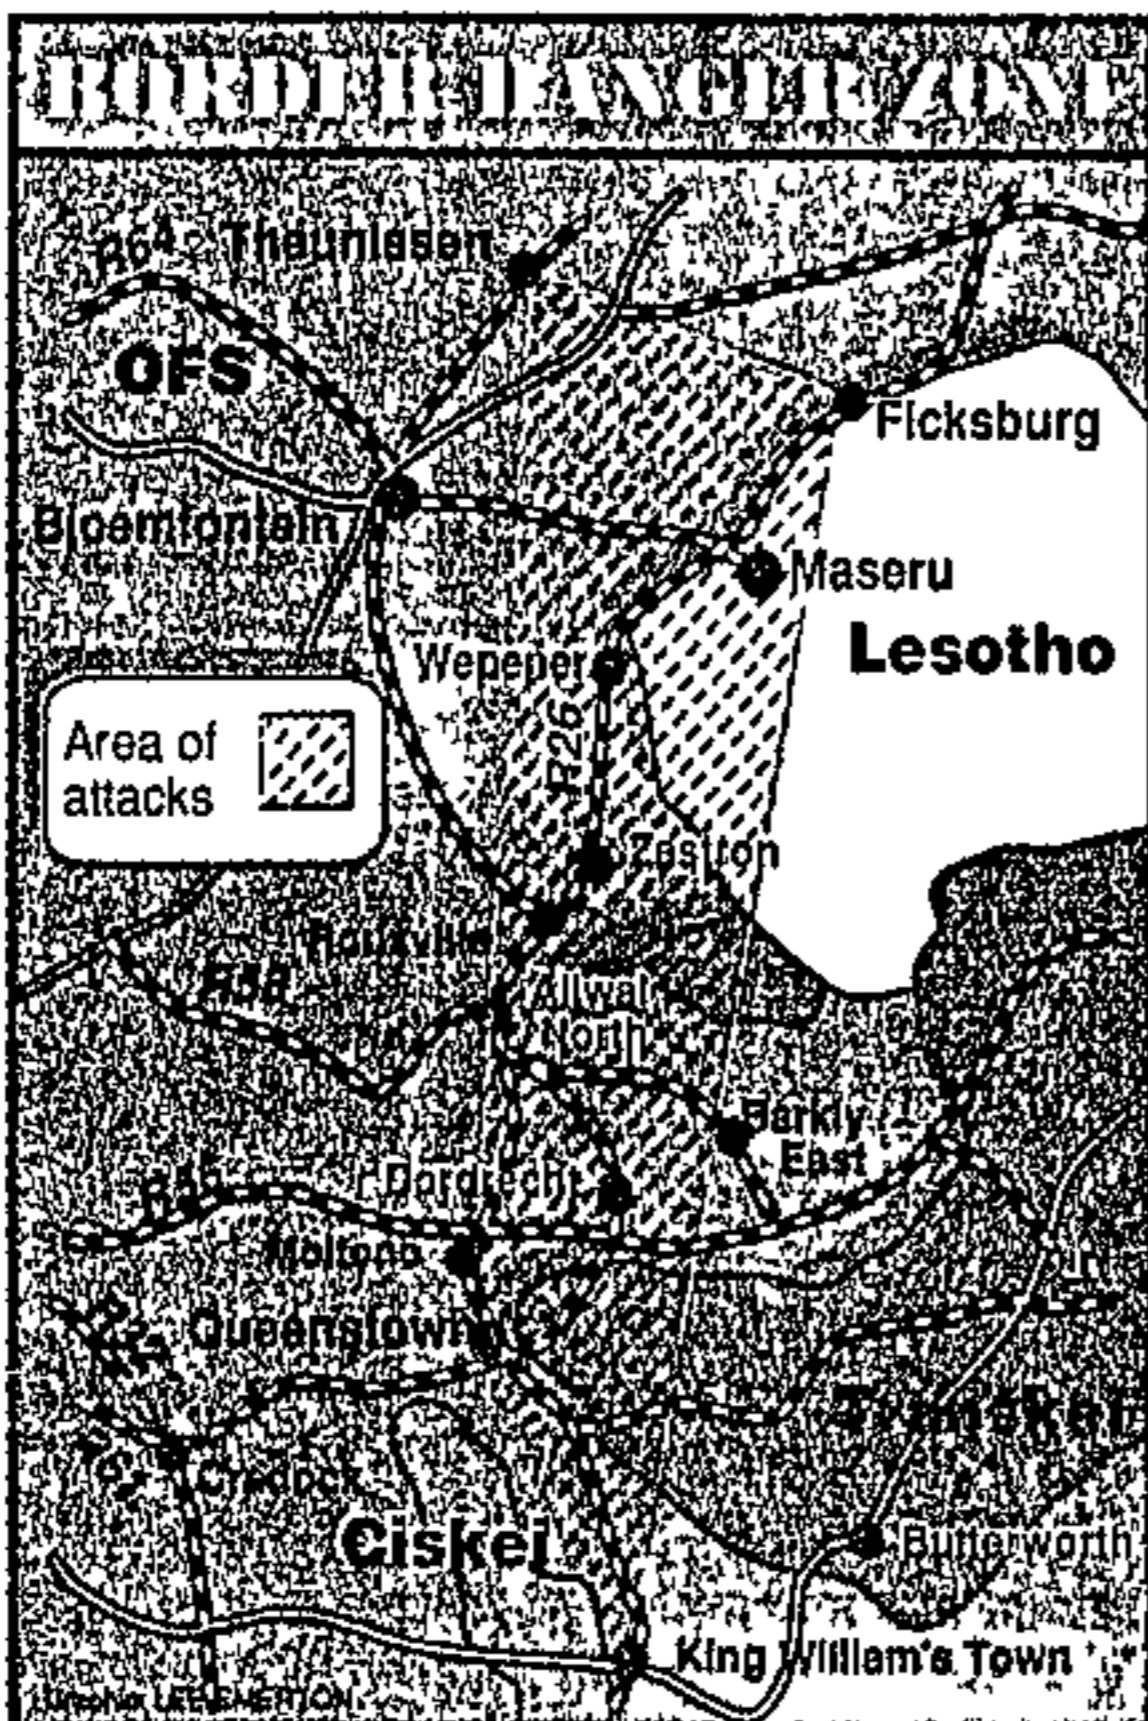 BORDER DANGER ZONE
R64
Theunissen
OFS
Ficksburg
Bloemfontein
Maseru
Lesotho
Wepener
Area of
attacks
R26
Zastron
Rouxville
Aliwal
North
Barkly
East
Dordrecht
Molteno
Queenstown
Transkei
Cradock
Ciskei
Butterworth
King William's Town